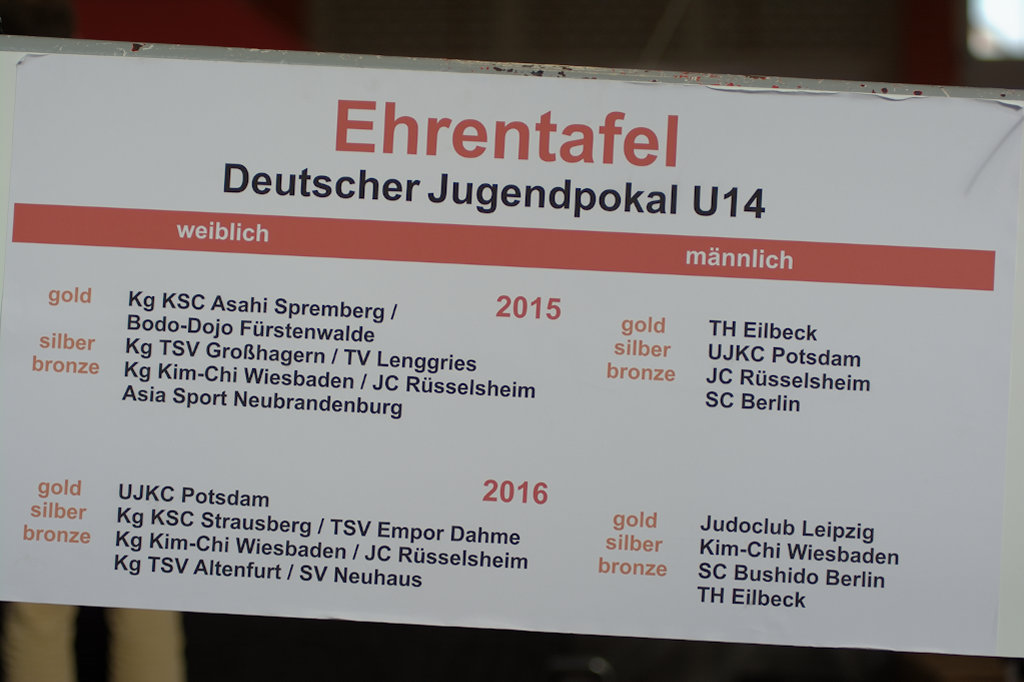 Ehrentafel
Deutscher Jugendpokal U14
weiblich
männlich
2015
gold Kg KSC Asahi Spremberg /
Bodo-Dojo Fürstenwalde
silber Kg TSV Großhagern / TV Lenggries
bronze Kg Kim-Chi Wiesbaden / JC Rüsselsheim
Asia Sport Neubrandenburg
gold TH Eilbeck
silber UJKC Potsdam
bronze JC Rüsselsheim
SC Berlin
2016
gold UJKC Potsdam
silber Kg KSC Strausberg / TSV Empor Dahme
bronze Kg Kim-Chi Wiesbaden / JC Rüsselsheim
Kg TSV Altenfurt / SV Neuhaus
gold Judoclub Leipzig
silber Kim-Chi Wiesbaden
bronze SC Bushido Berlin
TH Eilbeck